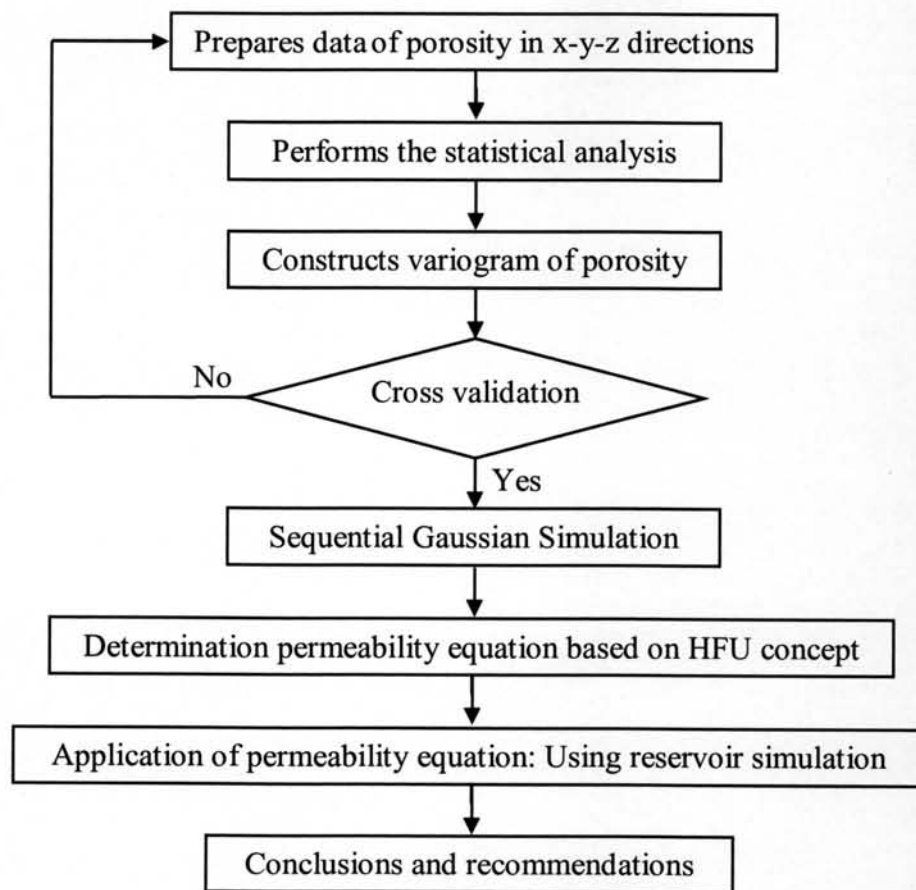 Prepares data of porosity in x-y-z directions
Performs the statistical analysis
Constructs variogram of porosity
No
Cross validation
Yes
Sequential Gaussian Simulation
Determination permeability equation based on HFU concept
Application of permeability equation: Using reservoir simulation
Conclusions and recommendations